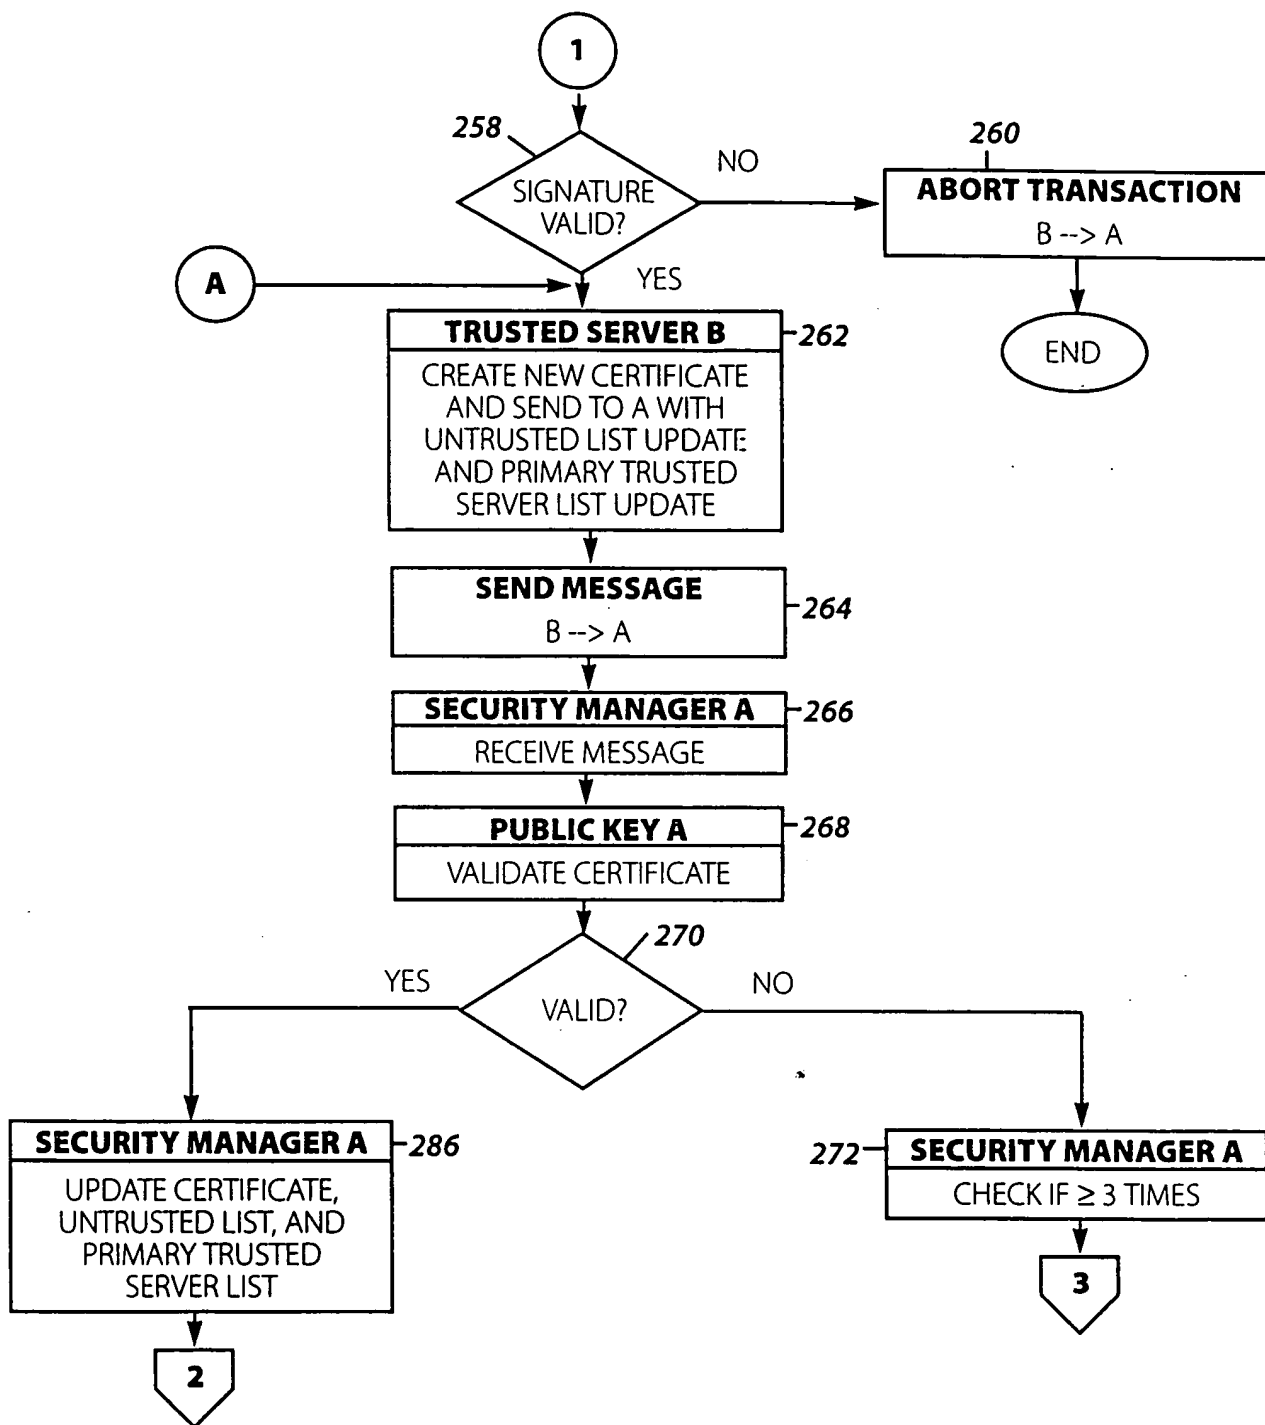 1
258
SIGNATURE
VALID?
NO
260
ABORT TRANSACTION
B --> A
END
A
YES
TRUSTED SERVER B
262
CREATE NEW CERTIFICATE
AND SEND TO A WITH
UNTRUSTED LIST UPDATE
AND PRIMARY TRUSTED
SERVER LIST UPDATE
SEND MESSAGE
B --> A
264
SECURITY MANAGER A
266
RECEIVE MESSAGE
PUBLIC KEY A
268
VALIDATE CERTIFICATE
270
VALID?
YES
NO
SECURITY MANAGER A
286
UPDATE CERTIFICATE,
UNTRUSTED LIST, AND
PRIMARY TRUSTED
SERVER LIST
2
272
SECURITY MANAGER A
CHECK IF ≥ 3 TIMES
3